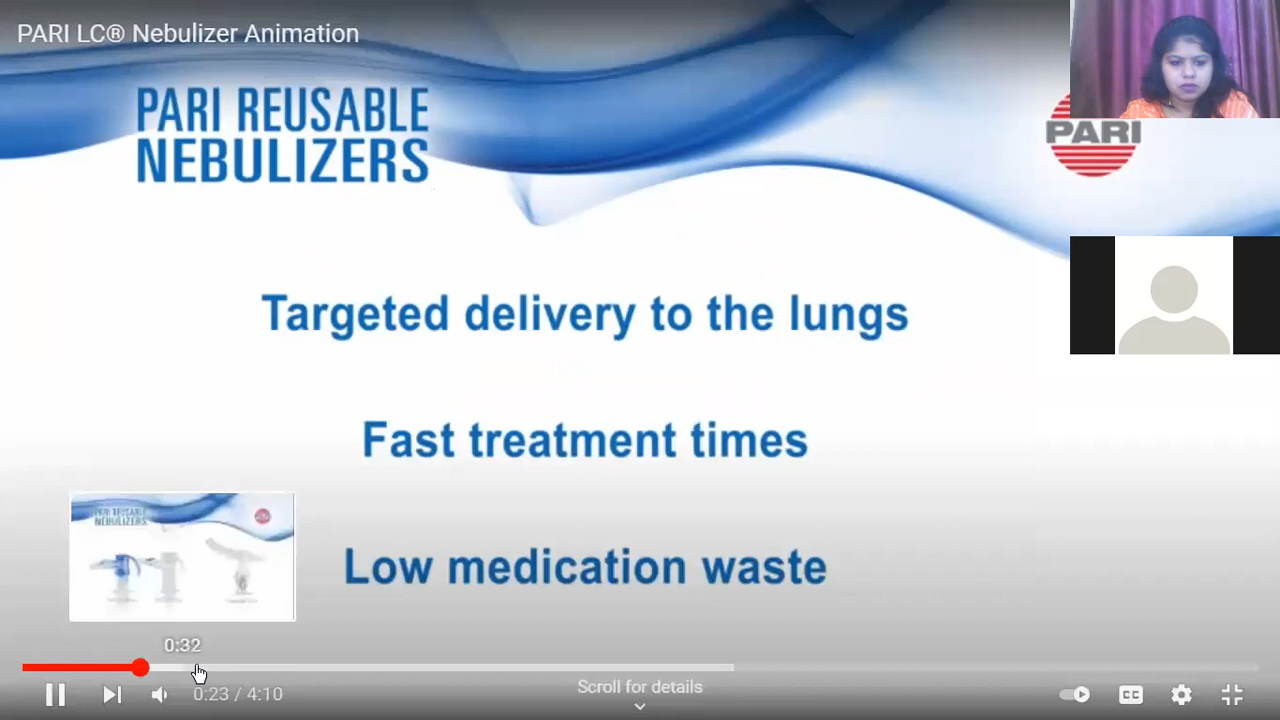 PARI LC® Nebulizer Animation
PARI REUSABLE
NEBULIZERS
PARI
Targeted delivery to the lungs
Fast treatment times
Low medication waste
PARI REUSABLE
NEBULIZERS
0:32
0:23 / 4:10
Scroll for details
CC